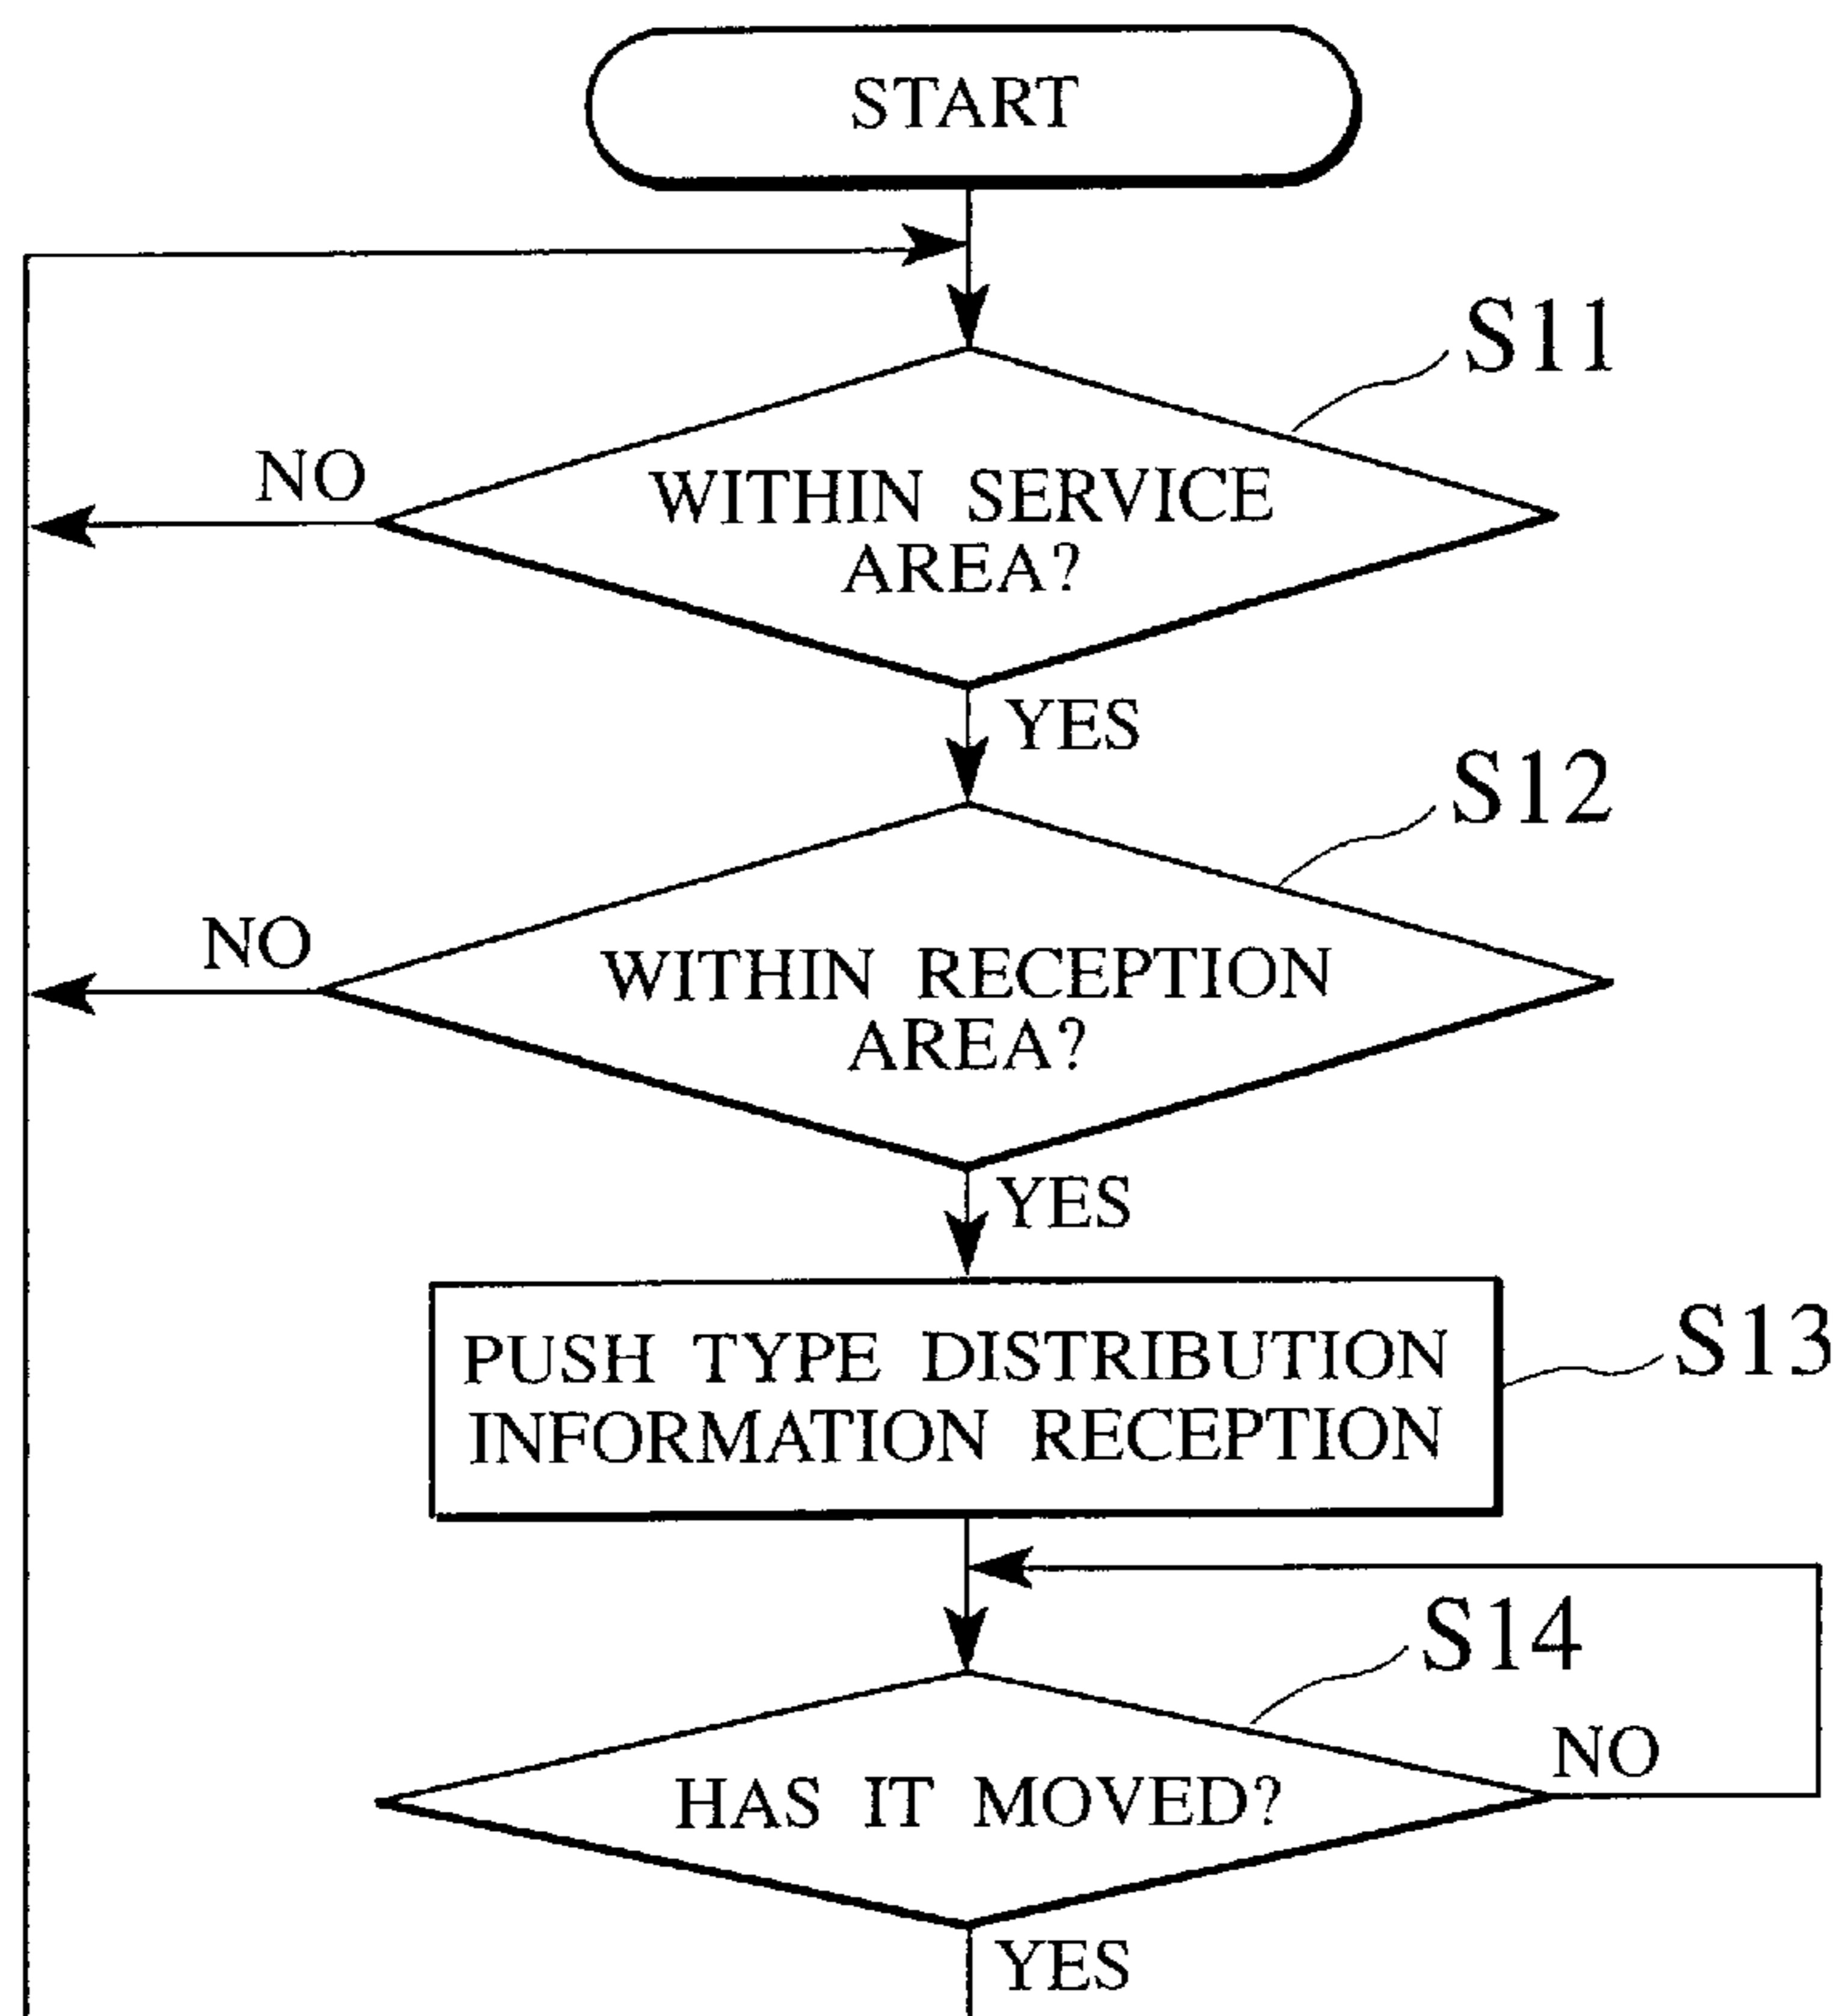 START
S11
NO
WITHIN SERVICE
AREA?
YES
S12
NO
WITHIN RECEPTION
AREA?
YES
PUSH TYPE DISTRIBUTION
INFORMATION RECEPTION
S13
S14
NO
HAS IT MOVED?
YES